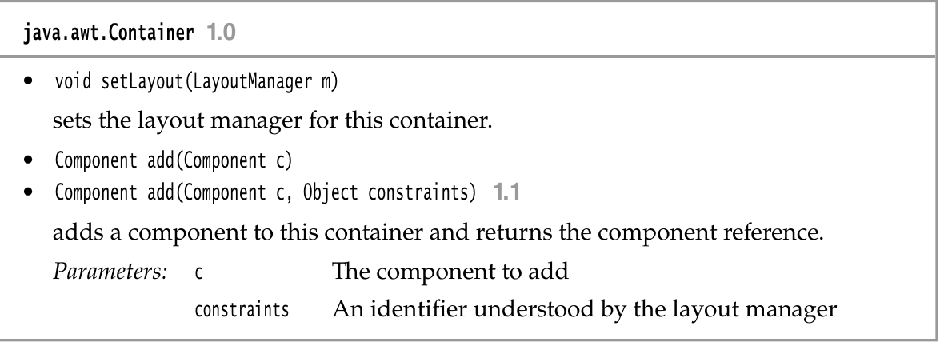 java.awt.Container 1.0
• void setLayout(LayoutManager m)
sets the layout manager for this container.
• Component add(Component c)
• Component add(Component c, Object constraints) 1.1
adds a component to this container and returns the component reference.
Parameters: c The component to add
constraints An identifier understood by the layout manager